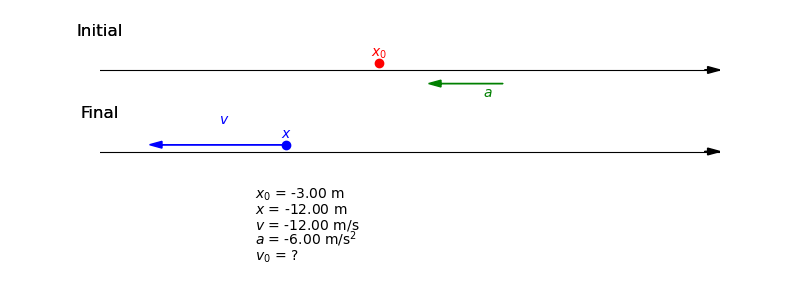 Initial
x₀
a
Final
v
x
x₀ = -3.00 m
x = -12.00 m
v = -12.00 m/s
a = -6.00 m/s²
v₀ = ?